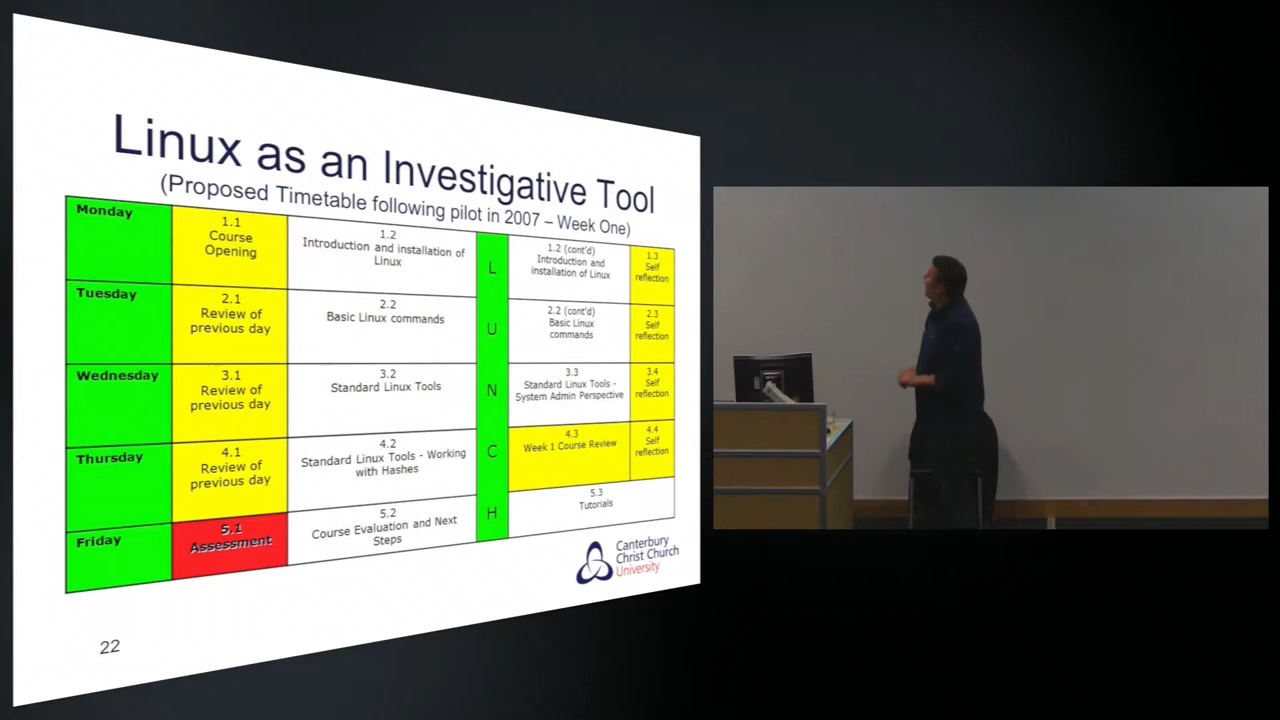 Linux as an Investigative Tool
(Proposed Timetable following pilot in 2007 – Week One)
Monday
1.1
Course
Opening
1.2
Introduction and installation of
Linux
1.2 (cont'd)
Introduction and
installation of Linux
1.3
Self
reflection
Tuesday
2.1
Review of
previous day
2.2
Basic Linux commands
2.2 (cont'd)
Basic Linux
commands
2.3
Self
reflection
Wednesday
3.1
Review of
previous day
3.2
Standard Linux Tools
3.3
Standard Linux Tools -
System Admin Perspective
3.4
Self
reflection
Thursday
4.1
Review of
previous day
4.2
Standard Linux Tools - Working
with Hashes
4.3
Week 1 Course Review
4.4
Self
reflection
Friday
5.1
Assessment
5.2
Course Evaluation and Next
Steps
5.3
Tutorials
L
U
N
C
H
Canterbury
Christ Church
University
22